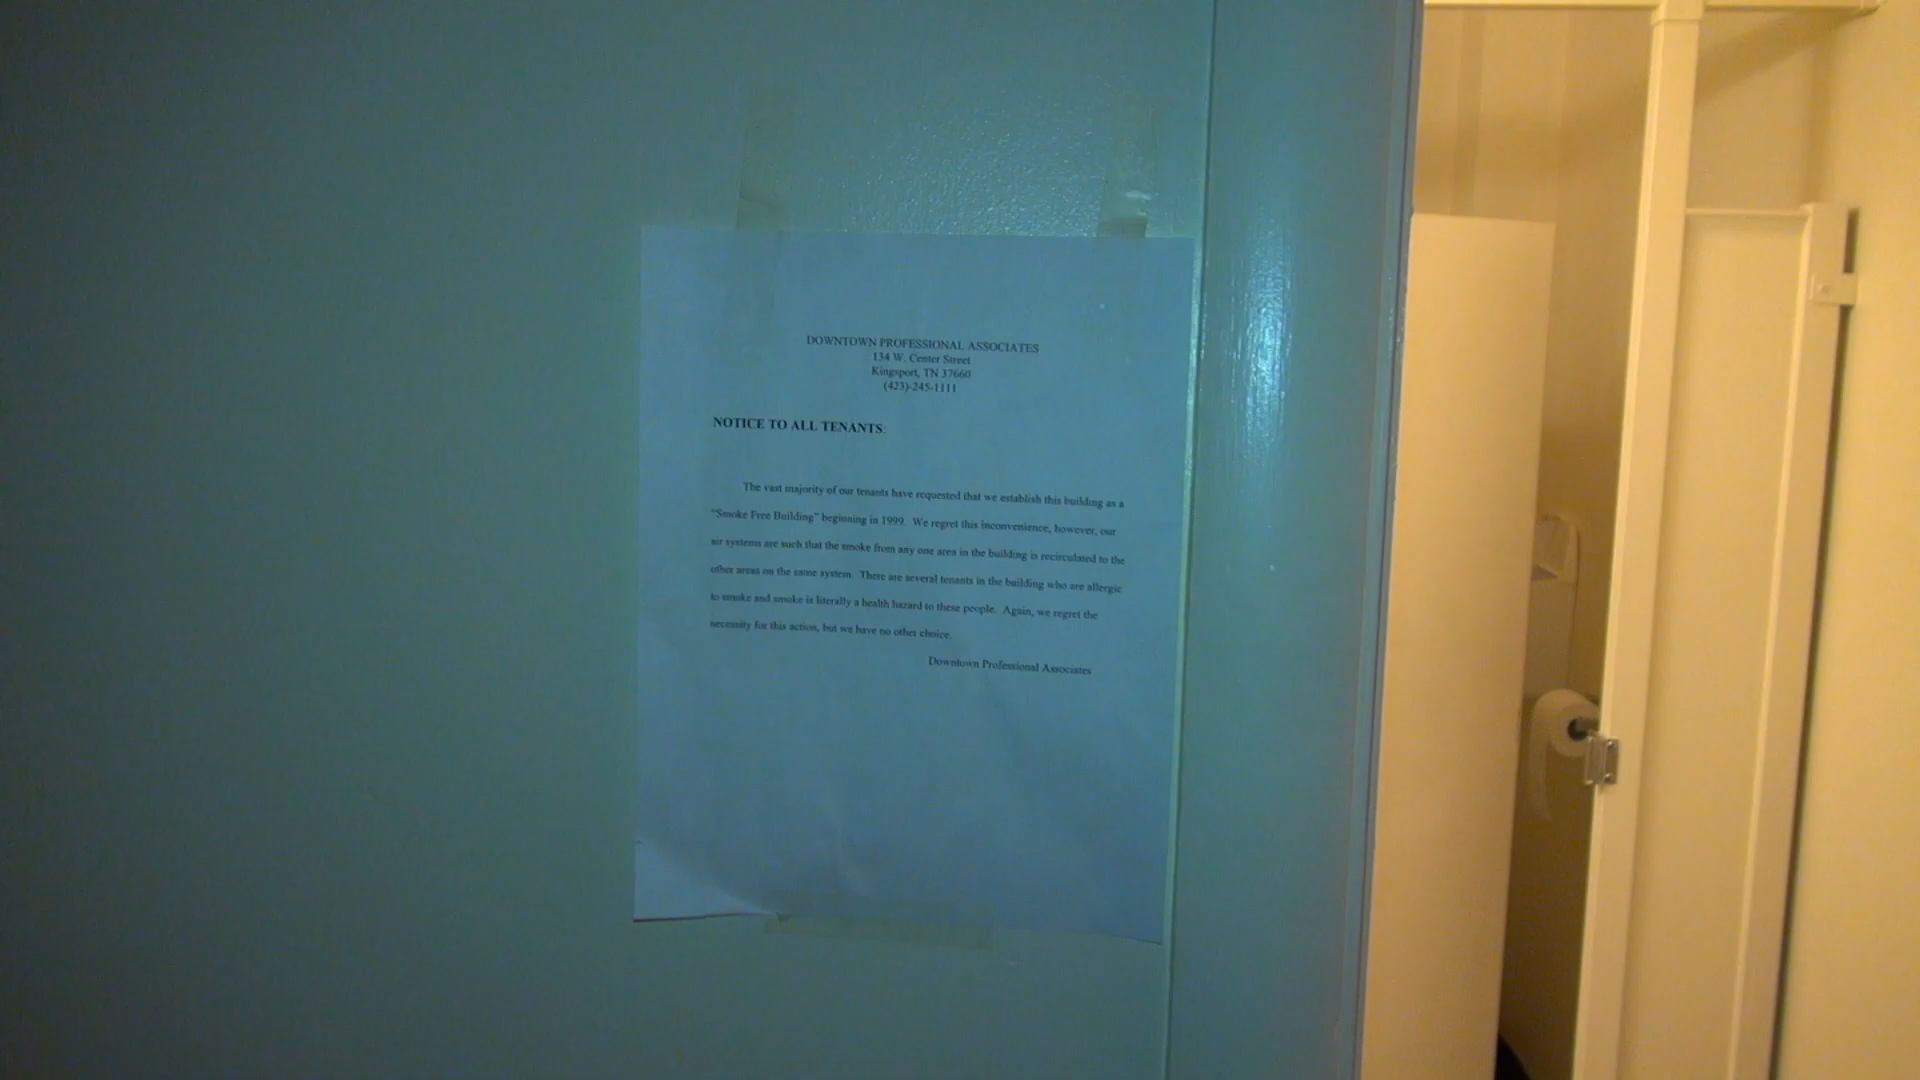 DOWNTOWN PROFESSIONAL ASSOCIATES
134 W. Center Street
Kingsport, TN 37660
(423)-245-1111
NOTICE TO ALL TENANTS:
The vast majority of our tenants have requested that we establish this building as a
“Smoke Free Building” beginning in 1999. We regret this inconvenience, however, our
air systems are such that the smoke from any one area in the building is recirculated to the
other areas on the same system. There are several tenants in the building who are allergic
to smoke and smoke is literally a health hazard to these people. Again, we regret the
necessity for this action, but we have no other choice.
Downtown Professional Associates